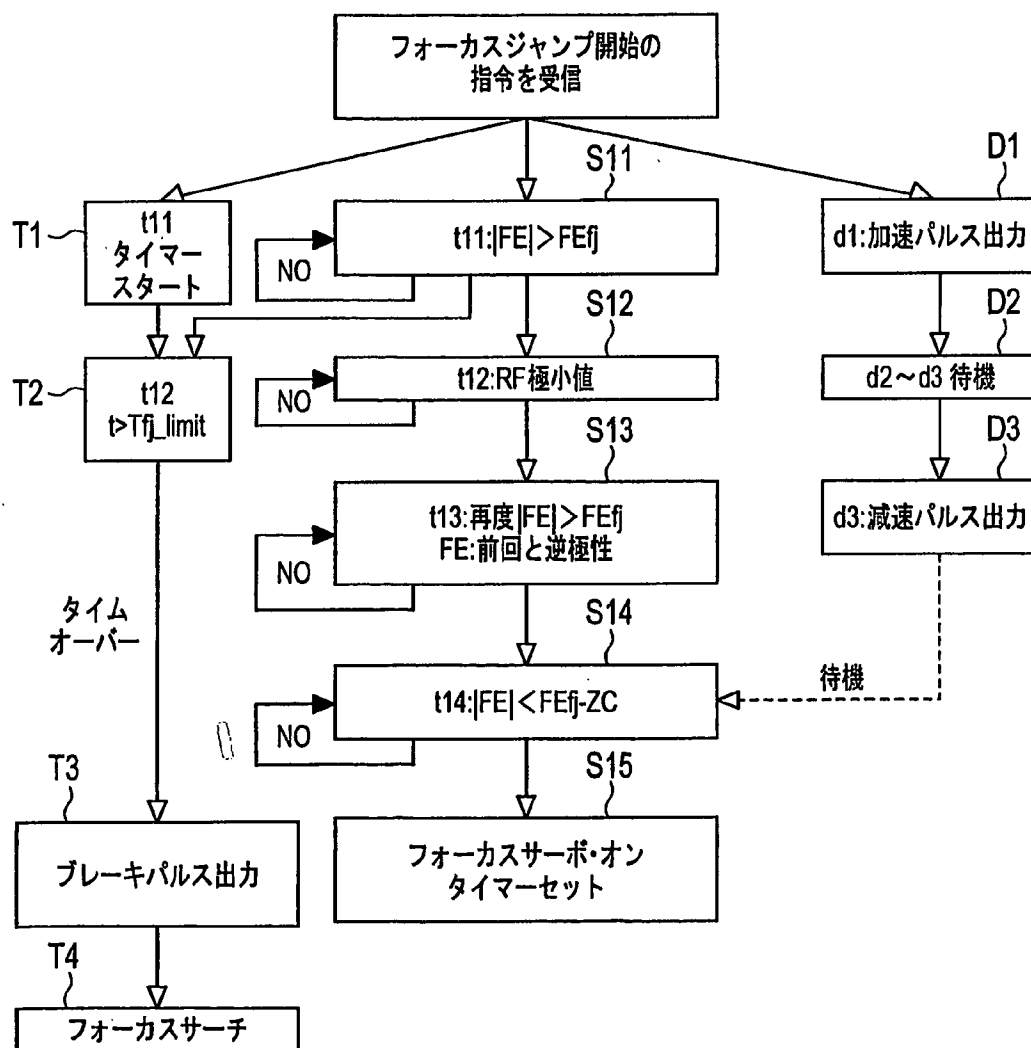 フォーカスジャンプ開始の
指令を受信
T1
t11
タイマー
スタート
S11
t11:|FE|>FEfj
NO
D1
d1:加速パルス出力
T2
t12
t>Tfj_limit
S12
t12:RF極小値
NO
D2
d2～d3 待機
S13
t13:再度|FE|>FEfj
FE:前回と逆極性
NO
D3
d3:減速パルス出力
タイム
オーバー
S14
t14:|FE|<FEfj-ZC
NO
待機
T3
ブレーキパルス出力
S15
フォーカスサーボ・オン
タイマーセット
T4
フォーカスサーチ